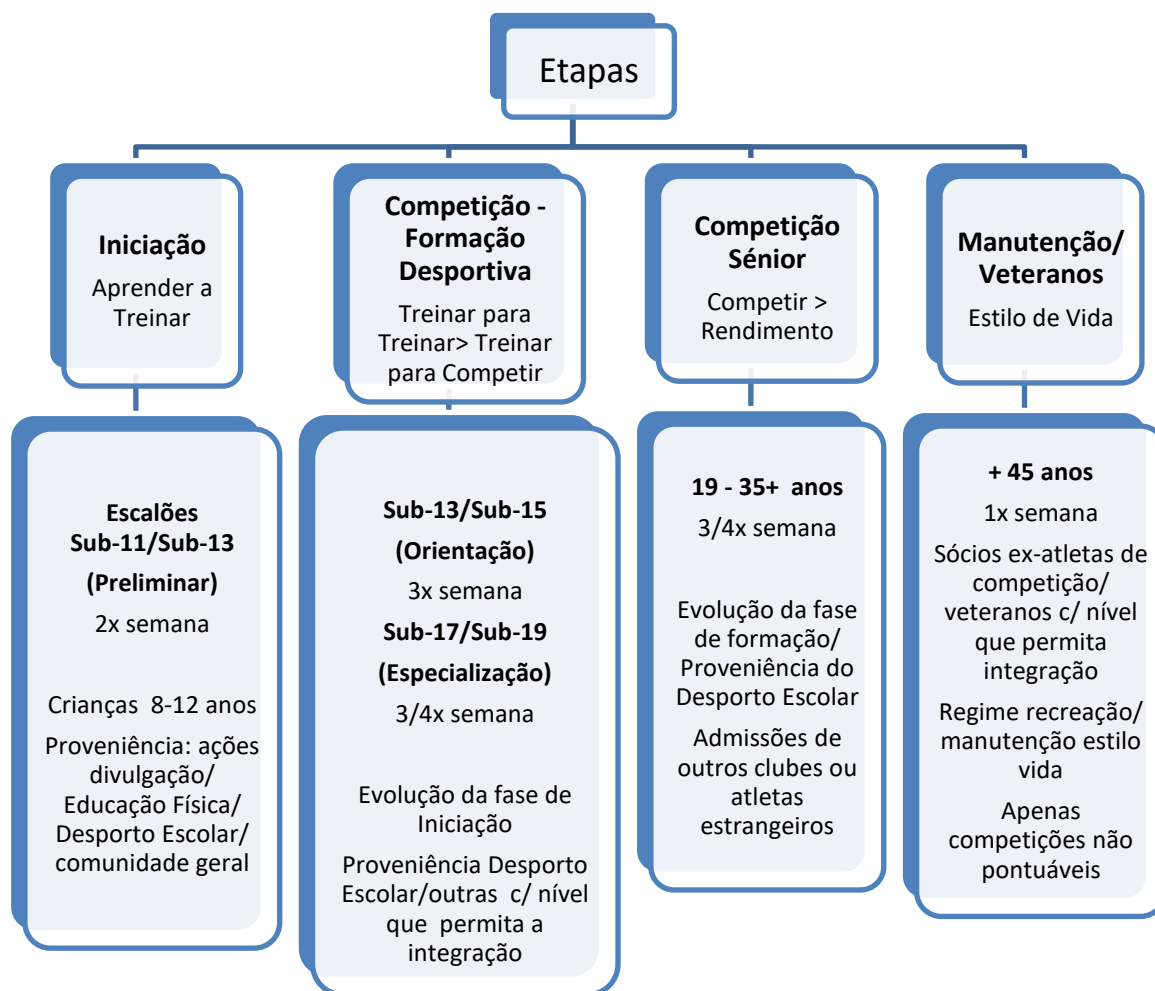 Etapas
Iniciação
Aprender a
Treinar
Competição -
Formação
Desportiva
Treinar para
Treinar> Treinar
para Competir
Competição
Sénior
Competir >
Rendimento
Manutenção/
Veteranos
Estilo de Vida
Escalões
Sub-11/Sub-13
(Preliminar)
2x semana
Crianças 8-12 anos
Proveniência: ações
divulgação/
Educação Física/
Desporto Escolar/
comunidade geral
Sub-13/Sub-15
(Orientação)
3x semana
Sub-17/Sub-19
(Especialização)
3/4x semana
Evolução da fase de
Iniciação
Proveniência Desporto
Escolar/outras c/ nível
que permita a
integração
19 - 35+ anos
3/4x semana
Evolução da fase
de formação/
Proveniência do
Desporto Escolar
Admissões de
outros clubes ou
atletas
estrangeiros
+ 45 anos
1x semana
Sócios ex-atletas de
competição/
veteranos c/ nível
que permita
integração
Regime recreação/
manutenção estilo
vida
Apenas
competições não
pontuáveis